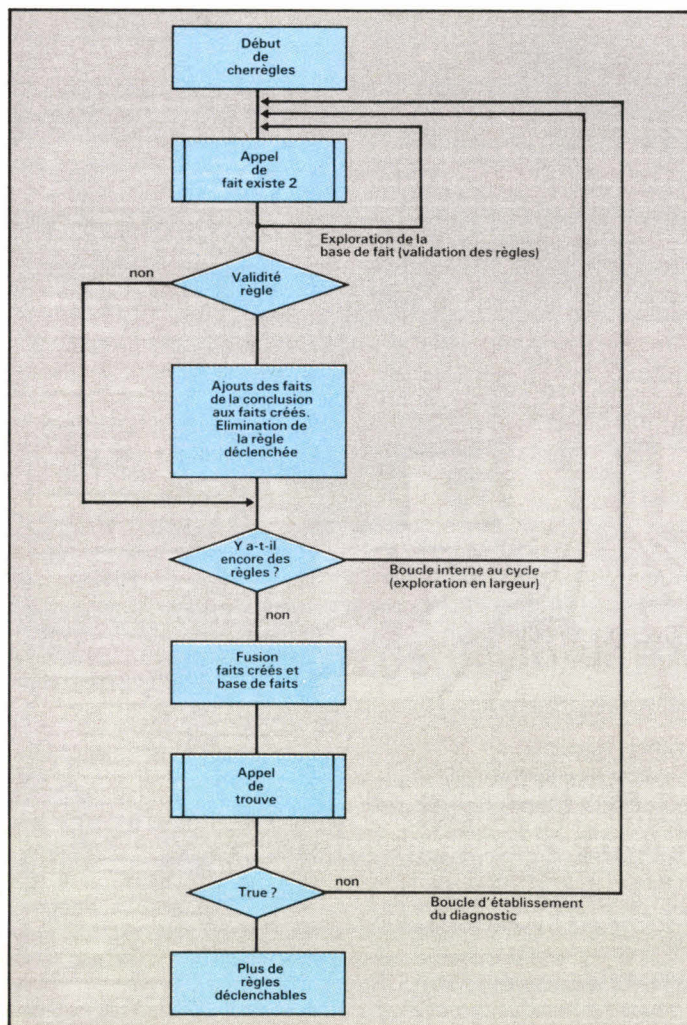 Début
de
cherrègles
Appel
de
fait existe 2
Exploration de la
base de fait (validation des règles)
non
Validité
règle
Ajouts des faits
de la conclusion
aux faits créés.
Elimination de
la règle
déclenchée
Y a-t-il
encore des
règles ?
Boucle interne au cycle
(exploration en largeur)
non
Fusion
faits créés et
base de faits
Appel
de
trouve
True ?
non
Boucle d'établissement
du diagnostic
Plus de
règles
déclenchables